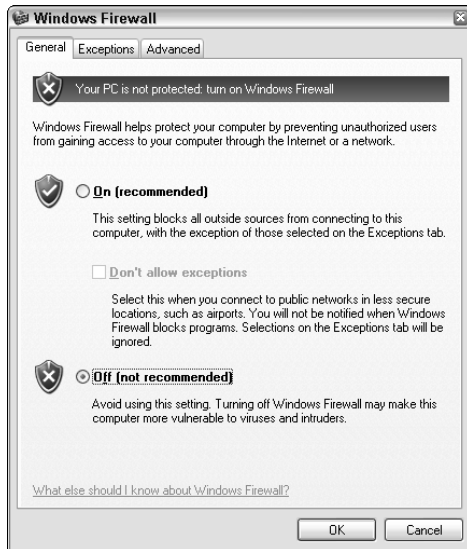 Windows Firewall
General Exceptions Advanced
Your PC is not protected: turn on Windows Firewall
Windows Firewall helps protect your computer by preventing unauthorized users
from gaining access to your computer through the Internet or a network.
On (recommended)
This setting blocks all outside sources from connecting to this
computer, with the exception of those selected on the Exceptions tab.
Don't allow exceptions
Select this when you connect to public networks in less secure
locations, such as airports. You will not be notified when Windows
Firewall blocks programs. Selections on the Exceptions tab will be
ignored.
Off (not recommended)
Avoid using this setting. Turning off Windows Firewall may make this
computer more vulnerable to viruses and intruders.
What else should I know about Windows Firewall?
OK Cancel